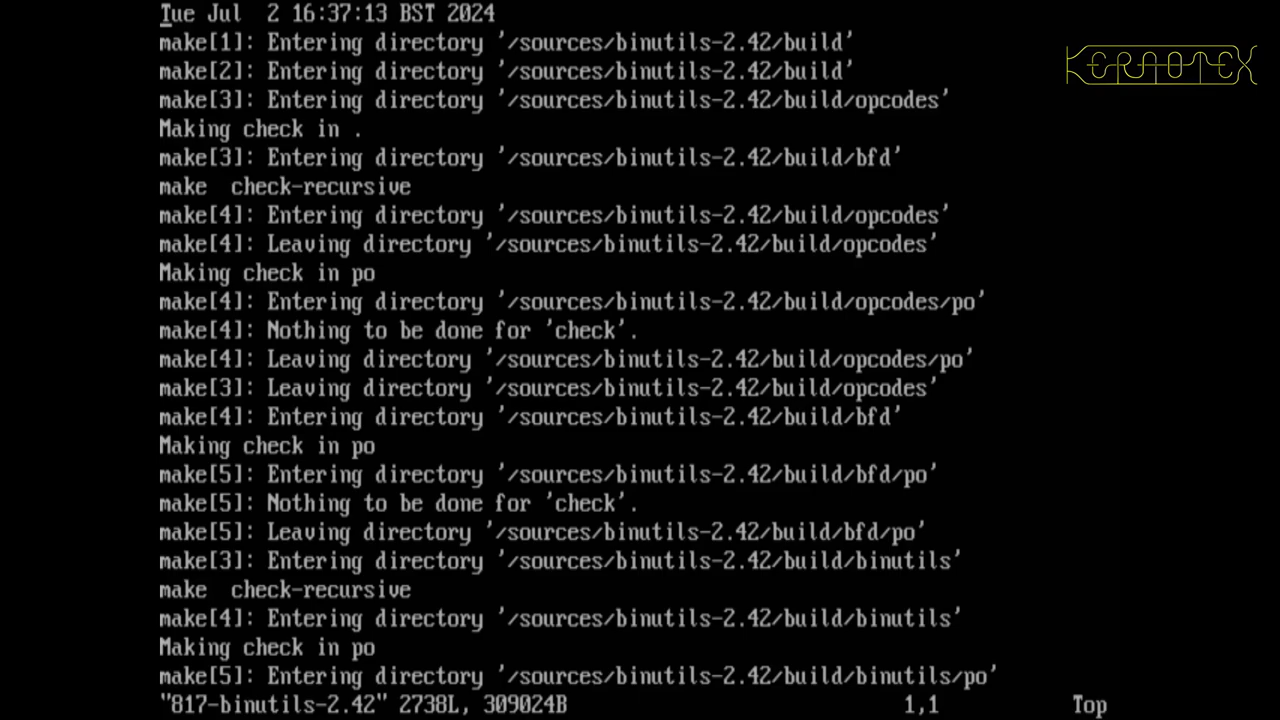 Tue Jul  2 16:37:13 BST 2024
KERNOTEX
make[1]: Entering directory '/sources/binutils-2.42/build'
make[2]: Entering directory '/sources/binutils-2.42/build'
make[3]: Entering directory '/sources/binutils-2.42/build/opcodes'
Making check in .
make[3]: Entering directory '/sources/binutils-2.42/build/bfd'
make  check-recursive
make[4]: Entering directory '/sources/binutils-2.42/build/opcodes'
make[4]: Leaving directory '/sources/binutils-2.42/build/opcodes'
Making check in po
make[4]: Entering directory '/sources/binutils-2.42/build/opcodes/po'
make[4]: Nothing to be done for 'check'.
make[4]: Leaving directory '/sources/binutils-2.42/build/opcodes/po'
make[3]: Leaving directory '/sources/binutils-2.42/build/opcodes'
make[4]: Entering directory '/sources/binutils-2.42/build/bfd'
Making check in po
make[5]: Entering directory '/sources/binutils-2.42/build/bfd/po'
make[5]: Nothing to be done for 'check'.
make[5]: Leaving directory '/sources/binutils-2.42/build/bfd/po'
make[3]: Entering directory '/sources/binutils-2.42/build/binutils'
make  check-recursive
make[4]: Entering directory '/sources/binutils-2.42/build/binutils'
Making check in po
make[5]: Entering directory '/sources/binutils-2.42/build/binutils/po'
"817-binutils-2.42" 2738L, 309024B 1,1 Top